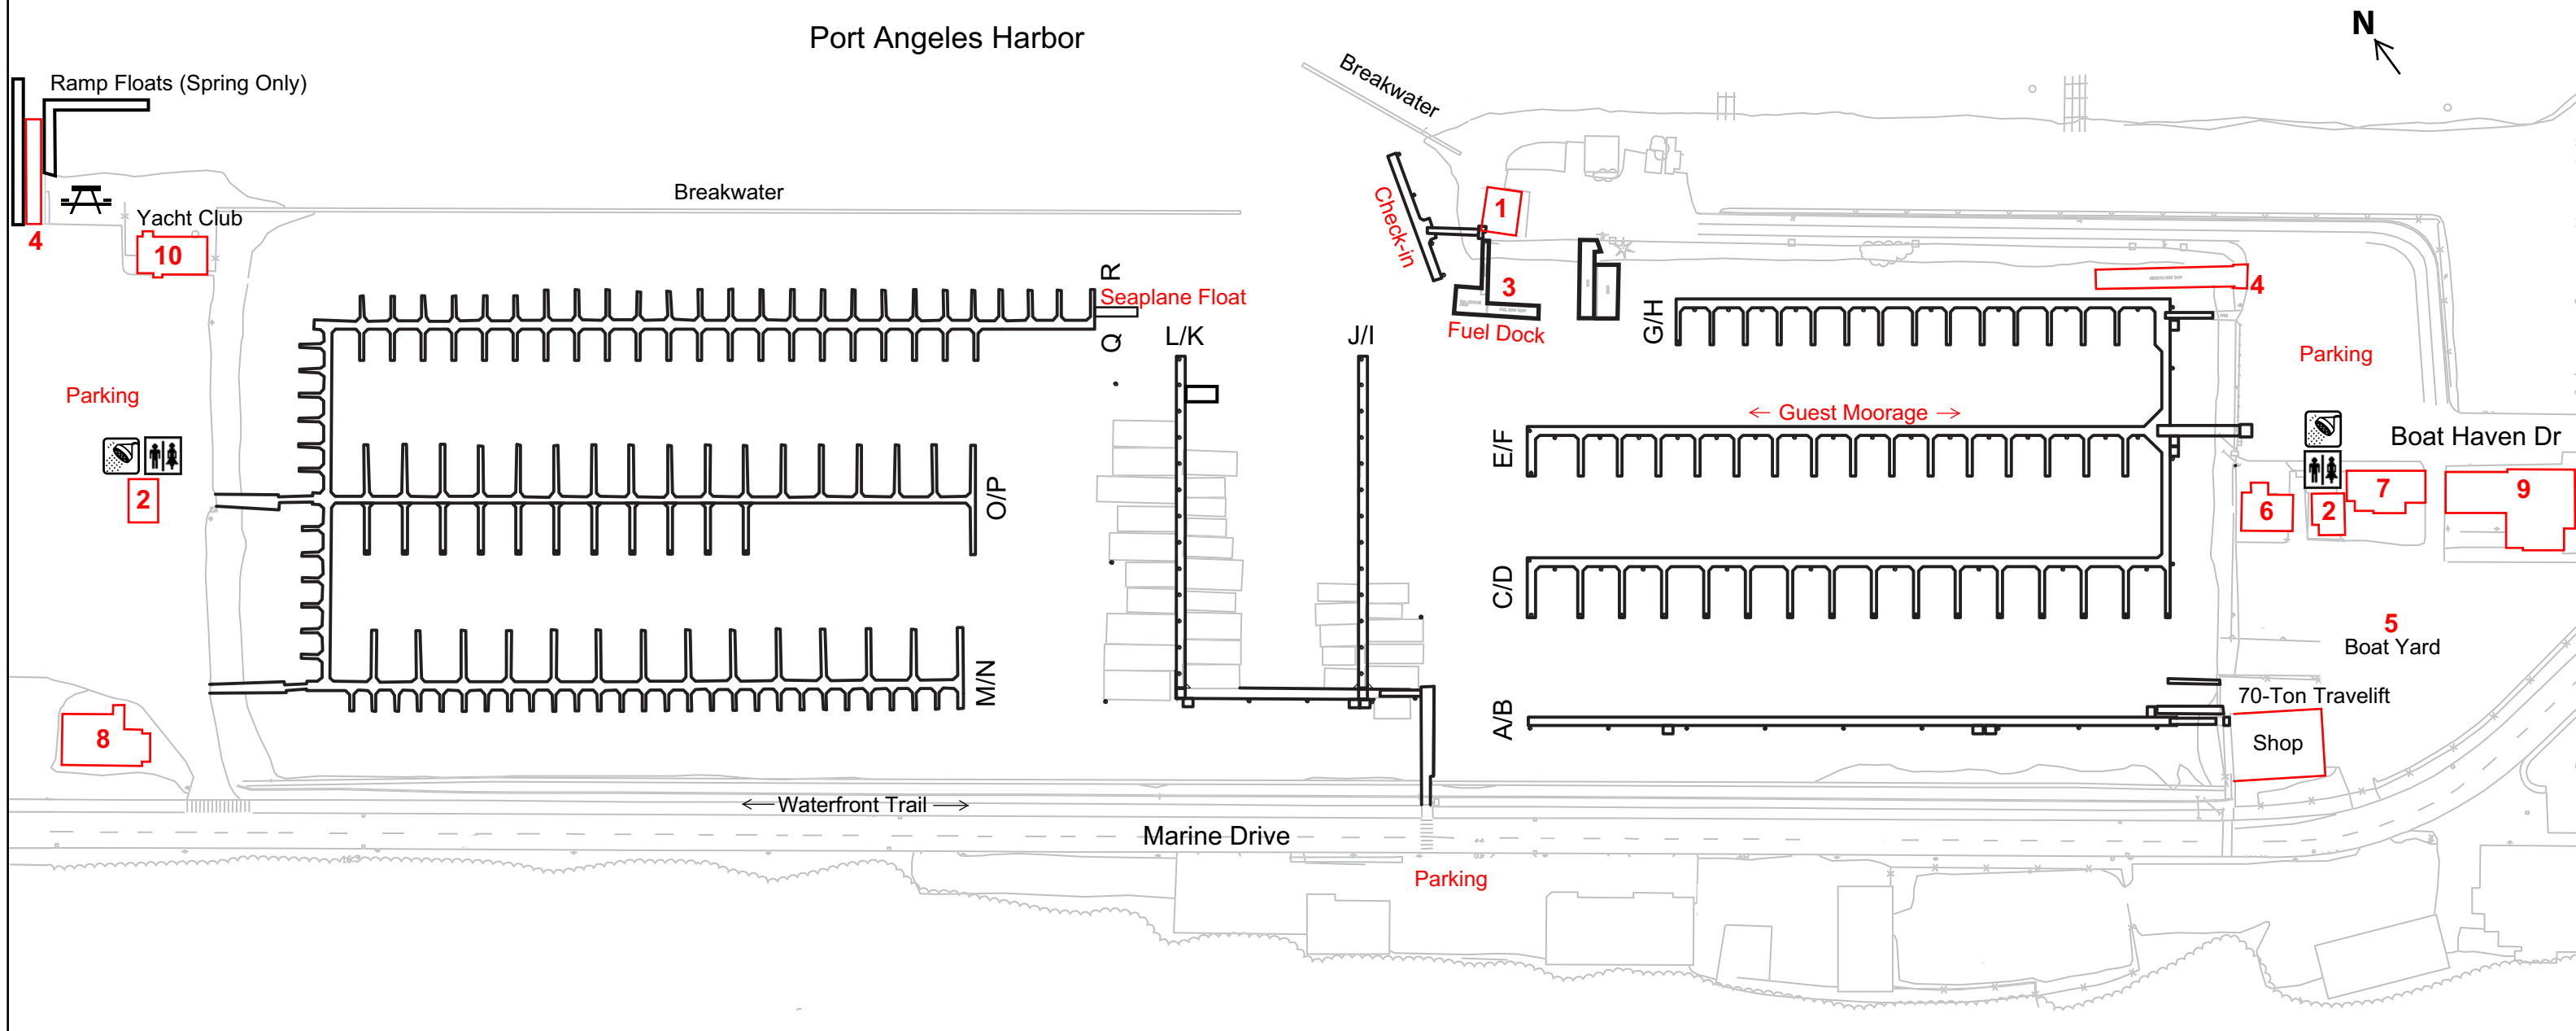 Port Angeles Harbor
N
Ramp Floats (Spring Only)
Breakwater
Breakwater
Yacht Club
4
10
1
Check-in
3
Fuel Dock
4
R
Seaplane Float
Q
L/K
J/I
G/H
Parking
Parking
← Guest Moorage →
Boat Haven Dr
E/F
O/P
2
6
2
7
9
C/D
5
Boat Yard
M/N
A/B
70-Ton Travelift
Shop
8
← Waterfront Trail →
Marine Drive
Parking